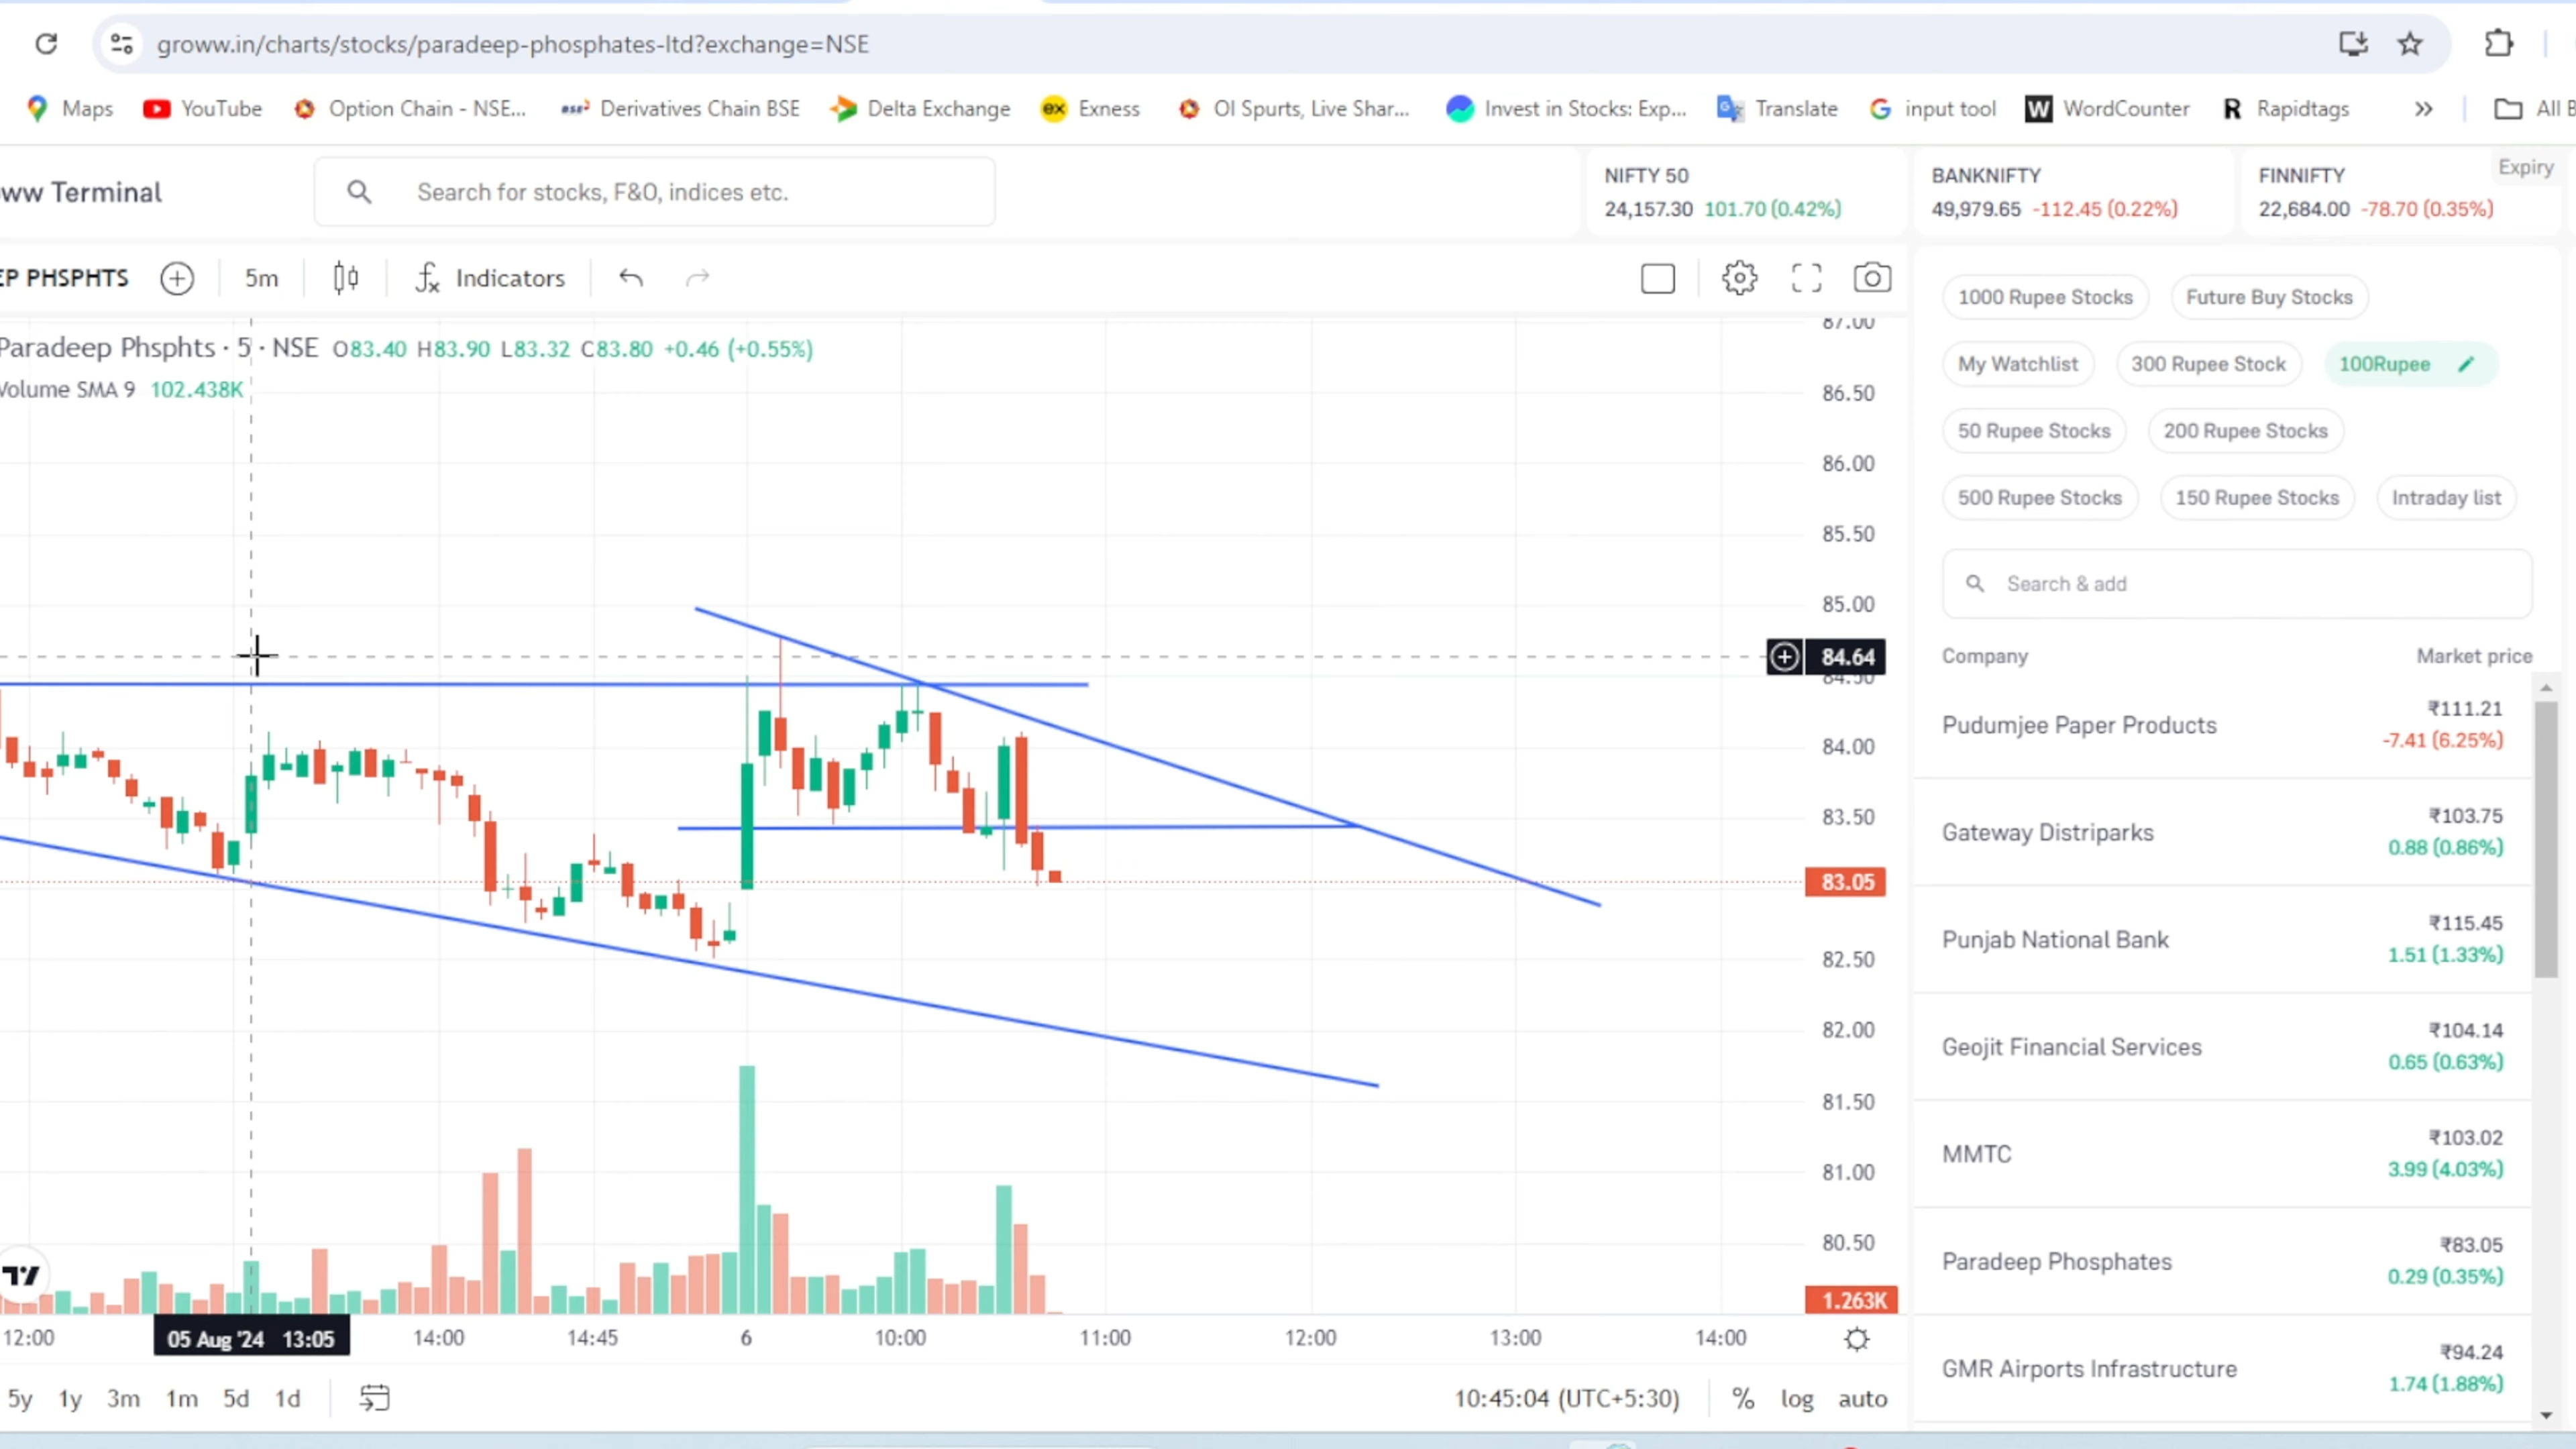 groww.in/charts/stocks/paradeep-phosphates-ltd?exchange=NSE
Maps YouTube Option Chain - NSE... BSE Derivatives Chain BSE Delta Exchange ex Exness OI Spurts, Live Shar... Invest in Stocks: Exp... Translate input tool W WordCounter R Rapidtags » All B
ww Terminal
Search for stocks, F&O, indices etc.
NIFTY 50
24,157.30 101.70 (0.42%)
BANKNIFTY
49,979.65 -112.45 (0.22%)
Expiry
FINNIFTY
22,684.00 -78.70 (0.35%)
EP PHSPHTS 5m Indicators
Paradeep Phsphts · 5 · NSE O83.40 H83.90 L83.32 C83.80 +0.46 (+0.55%)
Volume SMA 9 102.438K
87.00
86.50
86.00
85.50
85.00
84.64
84.50
84.00
83.50
83.05
82.50
82.00
81.50
81.00
80.50
1.263K
12:00 05 Aug '24 13:05 14:00 14:45 6 10:00 11:00 12:00 13:00 14:00
5y 1y 3m 1m 5d 1d 10:45:04 (UTC+5:30) % log auto
1000 Rupee Stocks Future Buy Stocks
My Watchlist 300 Rupee Stock 100Rupee
50 Rupee Stocks 200 Rupee Stocks
500 Rupee Stocks 150 Rupee Stocks Intraday list
Search & add
Company Market price
Pudumjee Paper Products ₹111.21
-7.41 (6.25%)
Gateway Distriparks ₹103.75
0.88 (0.86%)
Punjab National Bank ₹115.45
1.51 (1.33%)
Geojit Financial Services ₹104.14
0.65 (0.63%)
MMTC ₹103.02
3.99 (4.03%)
Paradeep Phosphates ₹83.05
0.29 (0.35%)
GMR Airports Infrastructure ₹94.24
1.74 (1.88%)